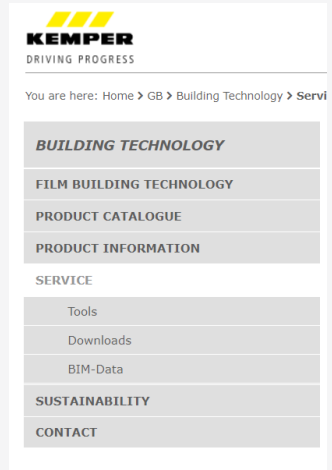 KEMPER
DRIVING PROGRESS
You are here: Home > GB > Building Technology > Servi
BUILDING TECHNOLOGY
FILM BUILDING TECHNOLOGY
PRODUCT CATALOGUE
PRODUCT INFORMATION
SERVICE
Tools
Downloads
BIM-Data
SUSTAINABILITY
CONTACT